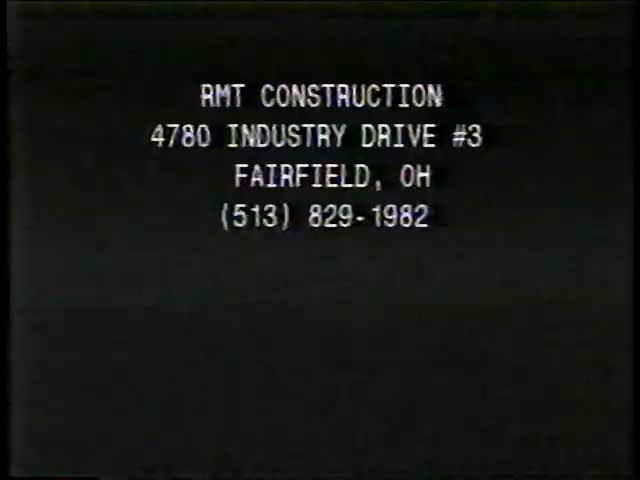 RMT CONSTRUCTION
4780 INDUSTRY DRIVE #3
FAIRFIELD, OH
(513) 829-1982